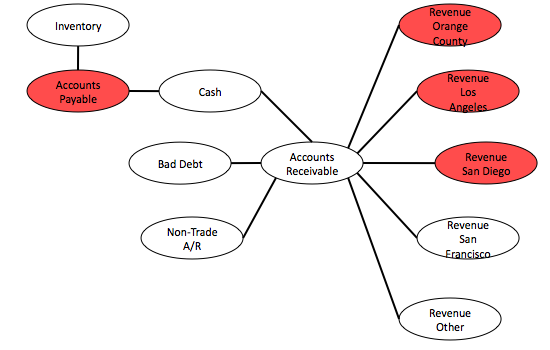 Inventory
Accounts
Payable
Cash
Bad Debt
Non-Trade
A/R
Accounts
Receivable
Revenue
Orange
County
Revenue
Los
Angeles
Revenue
San Diego
Revenue
San
Francisco
Revenue
Other